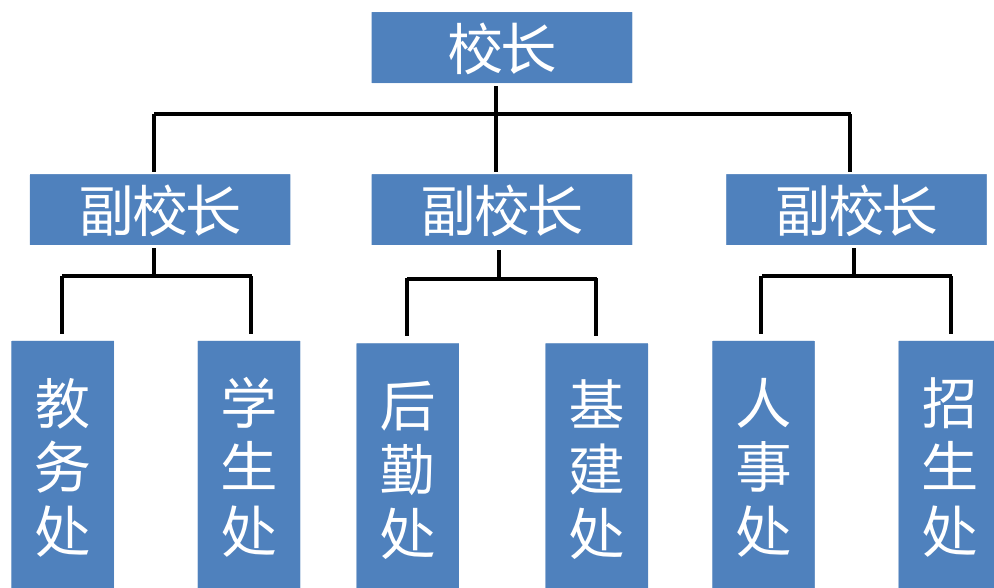 校长
副校长
副校长
副校长
教务处
学生处
后勤处
基建处
人事处
招生处